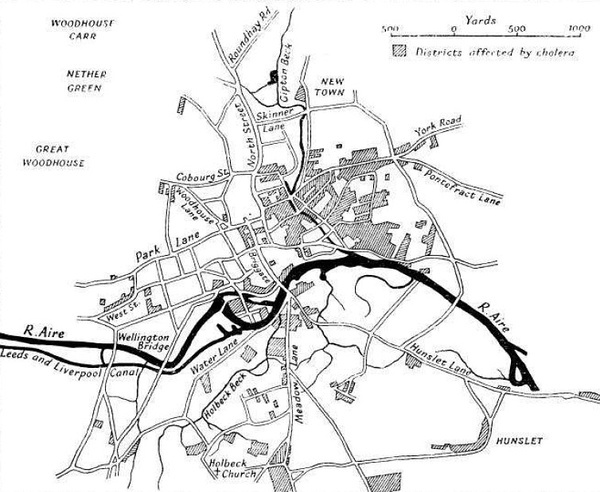 WOODHOUSE
CARR
NETHER
GREEN
GREAT
WOODHOUSE
Yards
500 0 500 1000
Districts affected by cholera
Roundhay Rd
Gipton Beck
NEW
TOWN
Skinner
Lane
North Street
York Road
Pontefract Lane
Cobourg St.
Woodhouse
Lane
Park Lane
Briggate
West St.
R. Aire
Wellington
Bridge
Leeds and Liverpool Canal
Water Lane
Holbeck Beck
Meadow Lane
Hunslet Lane
R. Aire
HUNSLET
Holbeck
Church